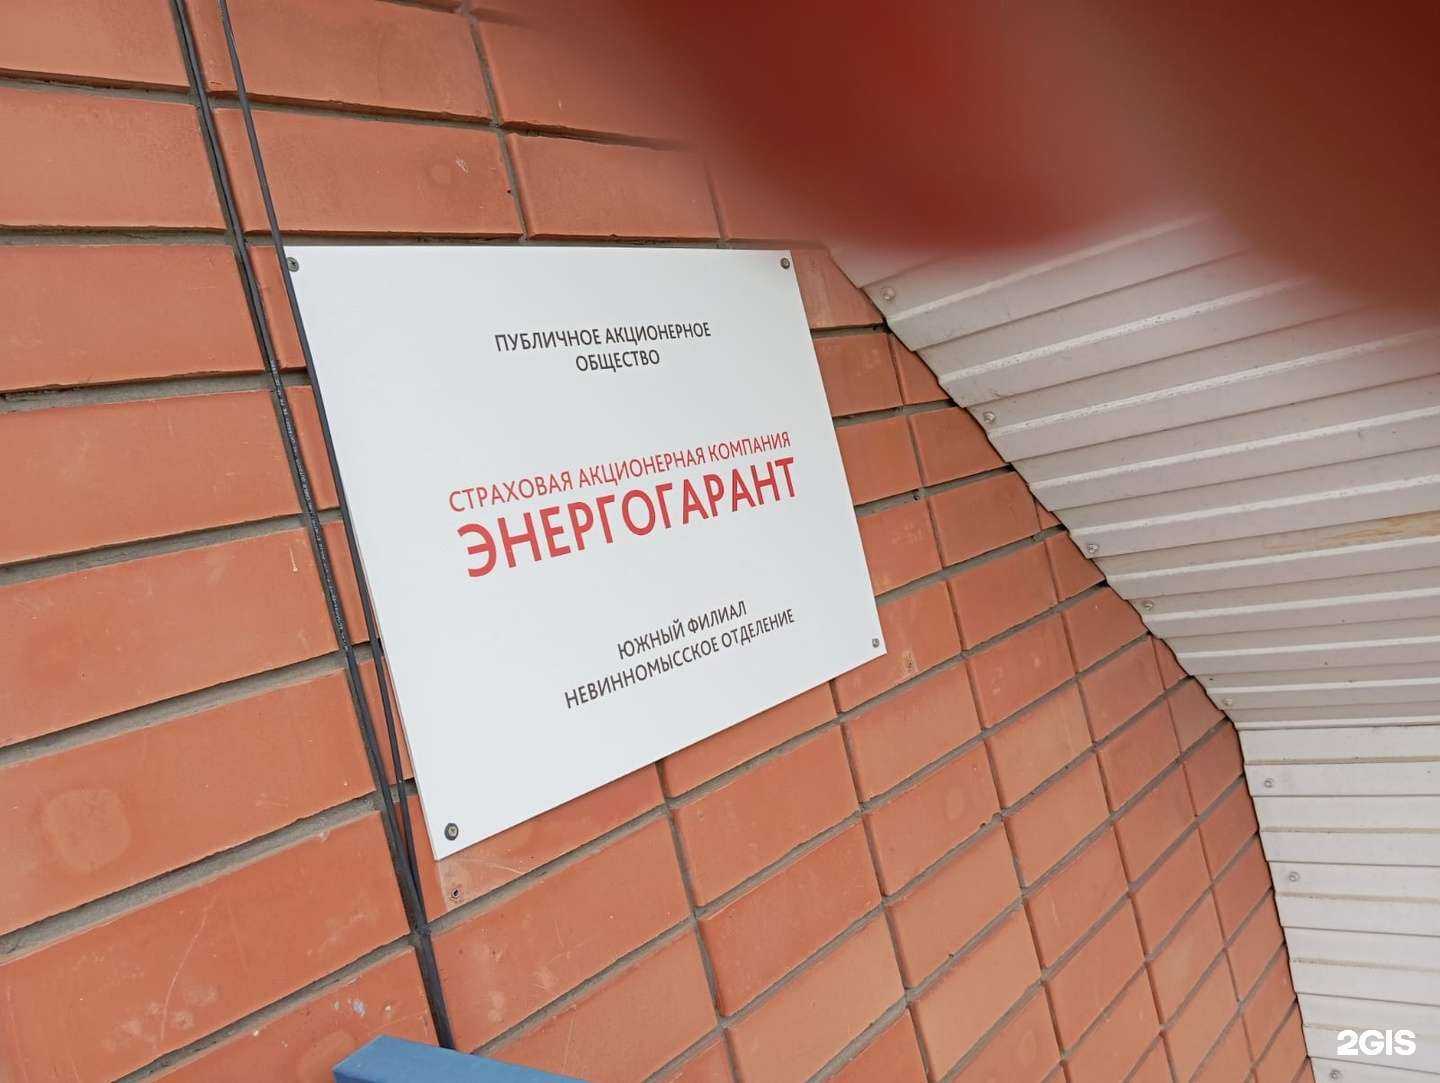 ПУБЛИЧНОЕ АКЦИОНЕРНОЕ
ОБЩЕСТВО
СТРАХОВАЯ АКЦИОНЕРНАЯ КОМПАНИЯ
ЭНЕРГОГАРАНТ
ЮЖНЫЙ ФИЛИАЛ
НЕВИННОМЫССКОЕ ОТДЕЛЕНИЕ
2GIS